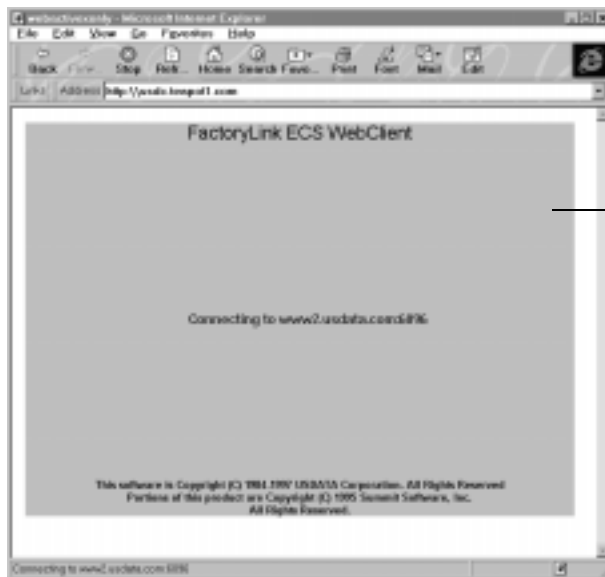 webactivexonly - Microsoft Internet Explorer
File Edit View Go Favorites Help
Back Stop Refr... Home Search Favo... Print Font Mail Edit
Links Address
FactoryLink ECS WebClient
Connecting to www2.usdata.com:6896
This software is Copyright (C) 1984-1997 USDATA Corporation. All Rights Reserved
Portions of this product are Copyright (C) 1995 Summit Software, Inc.
All Rights Reserved.
Connecting to www2.usdata.com:6896